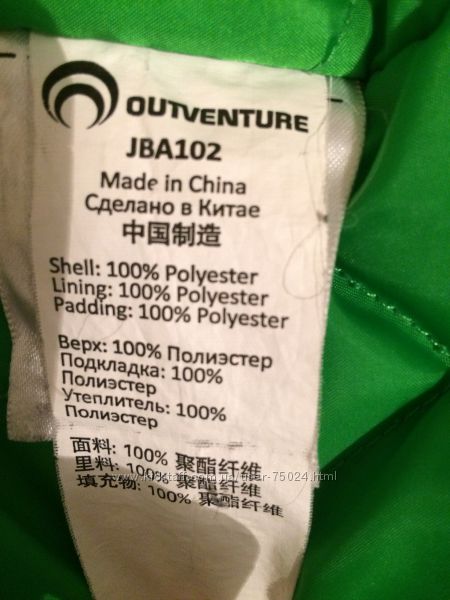 OUTVENTURE
JBA102
Made in China
Сделано в Китае
中国制造
Shell: 100% Polyester
Lining: 100% Polyester
Padding: 100% Polyester
Верх: 100% Полиэстер
Подкладка: 100%
Полиэстер
Утеплитель: 100%
Полиэстер
面料: 100% 聚酯纤维
里料: 100% 聚酯纤维
填充物: 100% 聚酯纤维